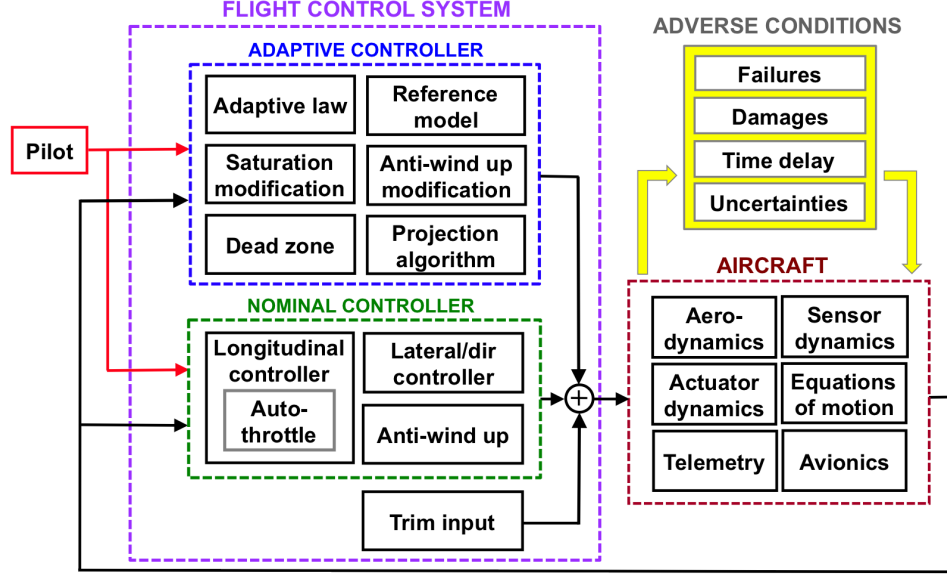 FLIGHT CONTROL SYSTEM
ADAPTIVE CONTROLLER
Adaptive law
Reference
model
Saturation
modification
Anti-wind up
modification
Dead zone
Projection
algorithm
Pilot
NOMINAL CONTROLLER
Longitudinal
controller
Auto-
throttle
Lateral/dir
controller
Anti-wind up
Trim input
+
ADVERSE CONDITIONS
Failures
Damages
Time delay
Uncertainties
AIRCRAFT
Aero-
dynamics
Sensor
dynamics
Actuator
dynamics
Equations
of motion
Telemetry
Avionics